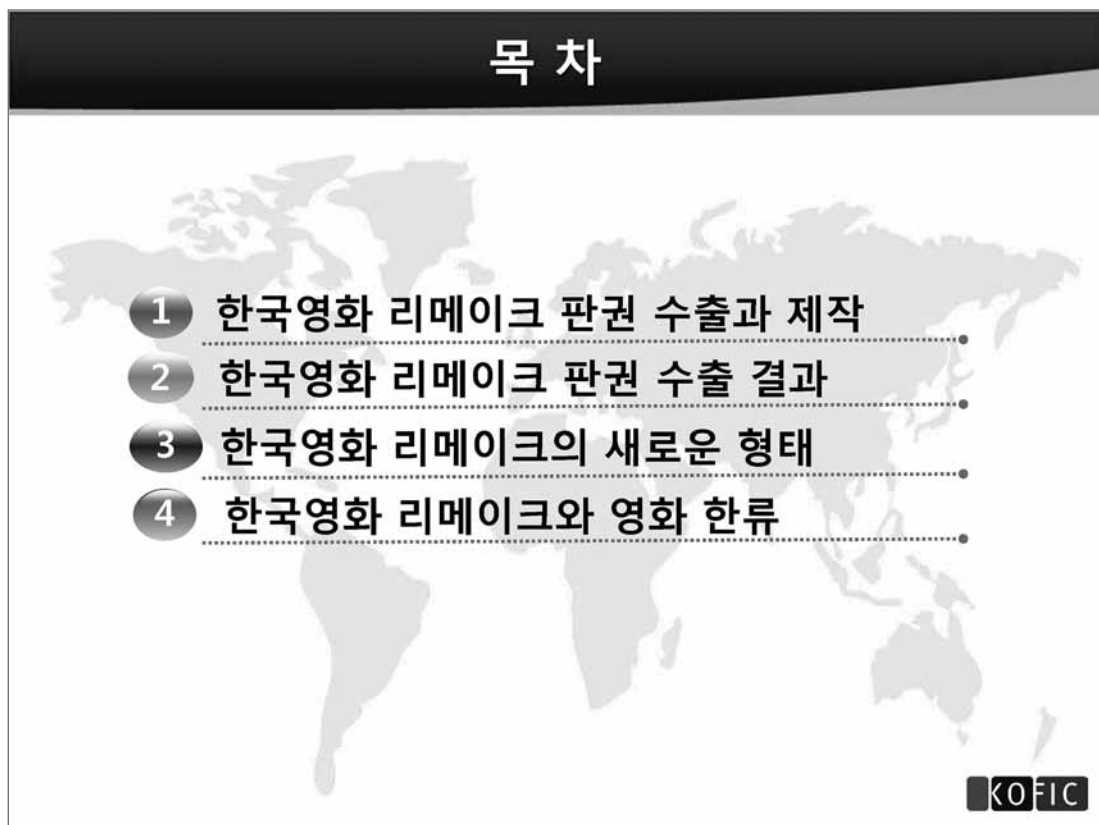 목 차
1 한국영화 리메이크 판권 수출과 제작
2 한국영화 리메이크 판권 수출 결과
3 한국영화 리메이크의 새로운 형태
4 한국영화 리메이크와 영화 한류
KOFIC